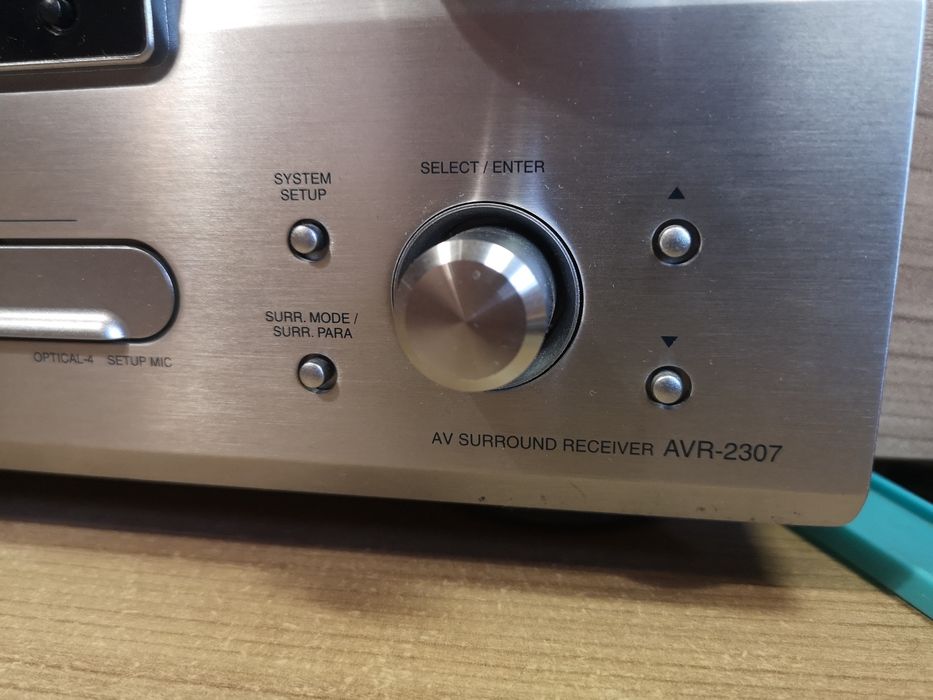 SYSTEM
SETUP
SELECT / ENTER
SURR. MODE /
SURR. PARA
OPTICAL-4 SETUP MIC
AV SURROUND RECEIVER AVR-2307